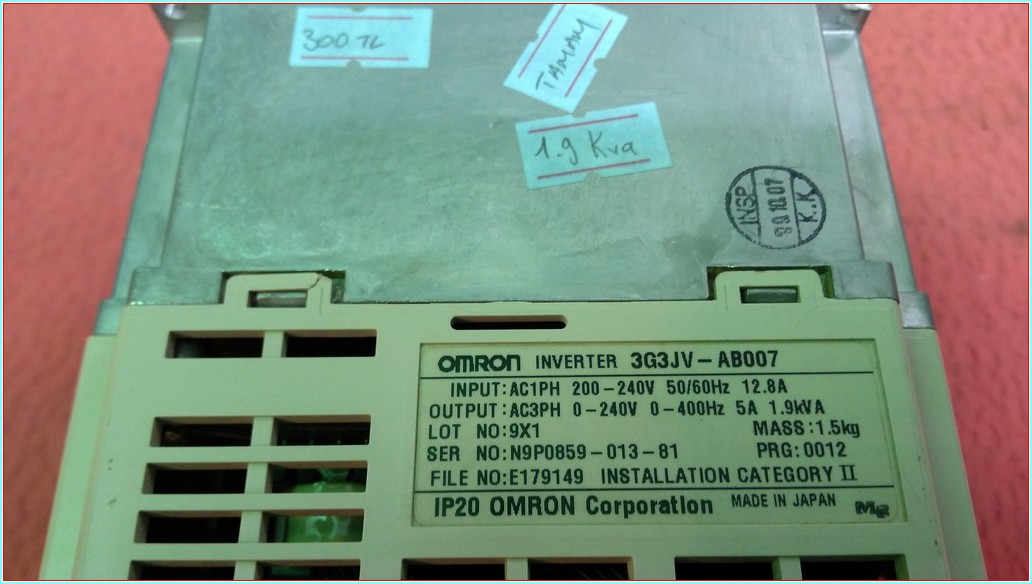 300 TL
TAMAM
1.9 Kva
INSP
99.10.07
K.K
OMRON INVERTER 3G3JV-AB007
INPUT:AC1PH 200-240V 50/60Hz 12.8A
OUTPUT:AC3PH 0-240V 0-400Hz 5A 1.9kVA
LOT NO:9X1 MASS:1.5kg
SER NO:N9P0859-013-81 PRG:0012
FILE NO:E179149 INSTALLATION CATEGORY II
IP20 OMRON Corporation MADE IN JAPAN